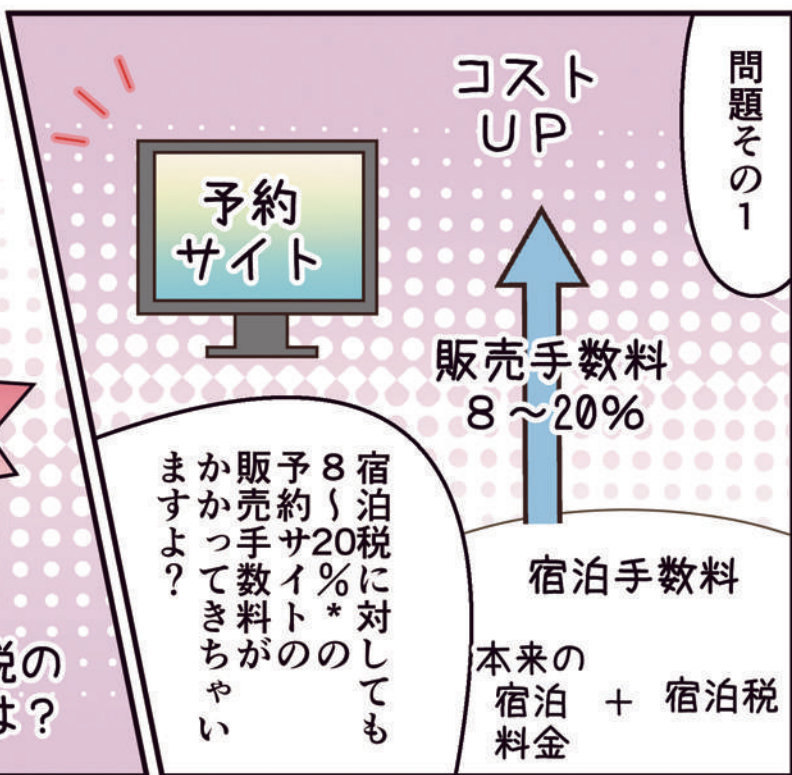 問題その1
コスト
UP
予約
サイト
販売手数料
8～20%
宿泊手数料
本来の
宿泊
料金
＋
宿泊税
宿泊税に対しても
8～20%*の
予約サイトの
販売手数料が
かかってきちゃい
ますよ？
の
は？